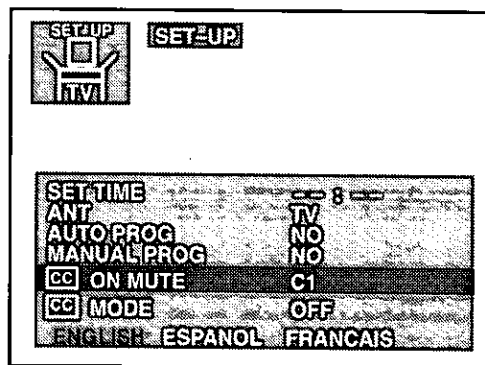 SET-UP
TV
SET-UP
SET TIME -- 8 --
ANT TV
AUTO PROG NO
MANUAL PROG NO
CC ON MUTE C1
CC MODE OFF
ENGLISH ESPANOL FRANCAIS